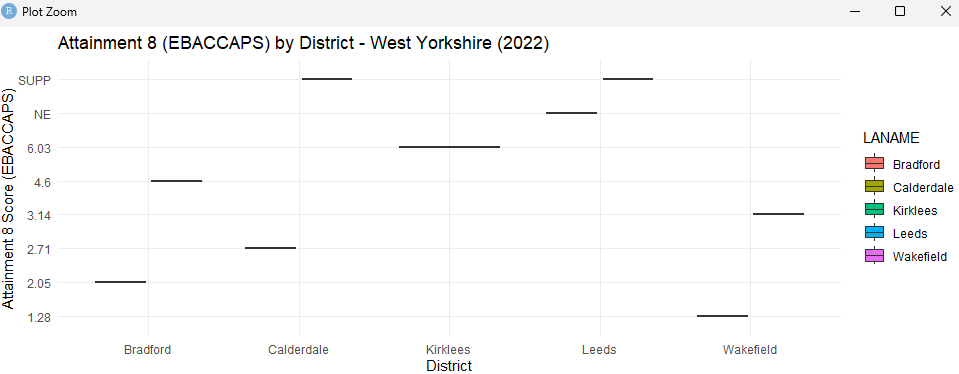 R Plot Zoom
Attainment 8 (EBACCAPS) by District - West Yorkshire (2022)
Attainment 8 Score (EBACCAPS)
SUPP
NE
6.03
4.6
3.14
2.71
2.05
1.28
Bradford Calderdale Kirklees Leeds Wakefield
District
LANAME
Bradford
Calderdale
Kirklees
Leeds
Wakefield